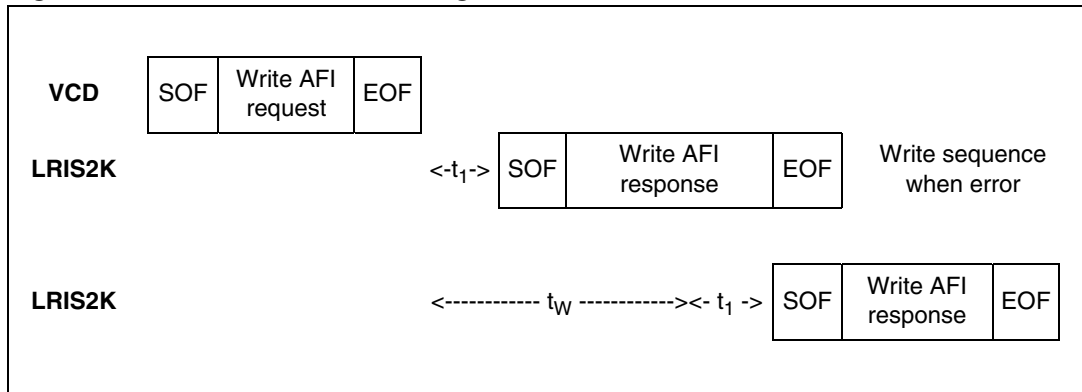 VCD SOF Write AFI request EOF
LRIS2K <-t1-> SOF Write AFI response EOF Write sequence when error
LRIS2K <------------ tW ------------><- t1 -> SOF Write AFI response EOF